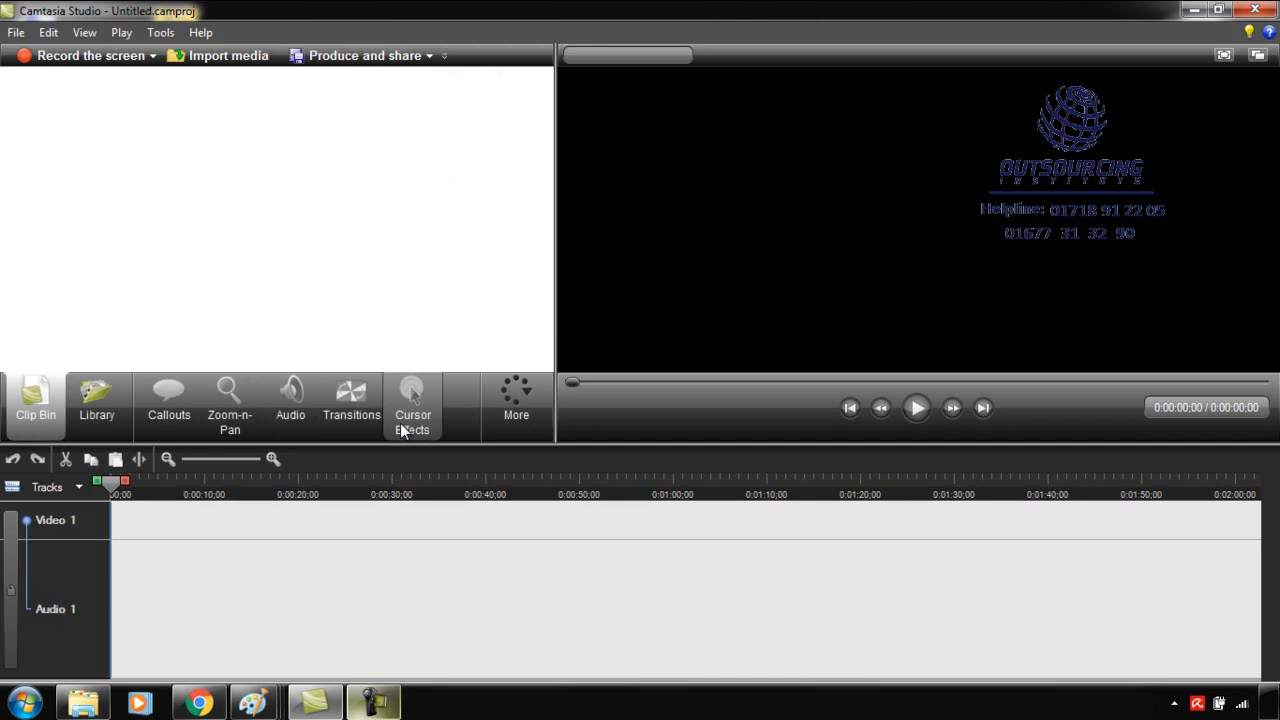 Camtasia Studio - Untitled.camproj
File Edit View Play Tools Help
Record the screen Import media Produce and share
OUTSOURCING
INSTITUTE
Helpline: 01718 91 22 05
01677 31 32 90
Clip Bin Library Callouts Zoom-n-Pan Audio Transitions Cursor Effects More
0:00:00;00 / 0:00:00;00
Tracks 00;00 0:00:10;00 0:00:20;00 0:00:30;00 0:00:40;00 0:00:50;00 0:01:00;00 0:01:10;00 0:01:20;00 0:01:30;00 0:01:40;00 0:01:50;00 0:02:00;00
Video 1
Audio 1